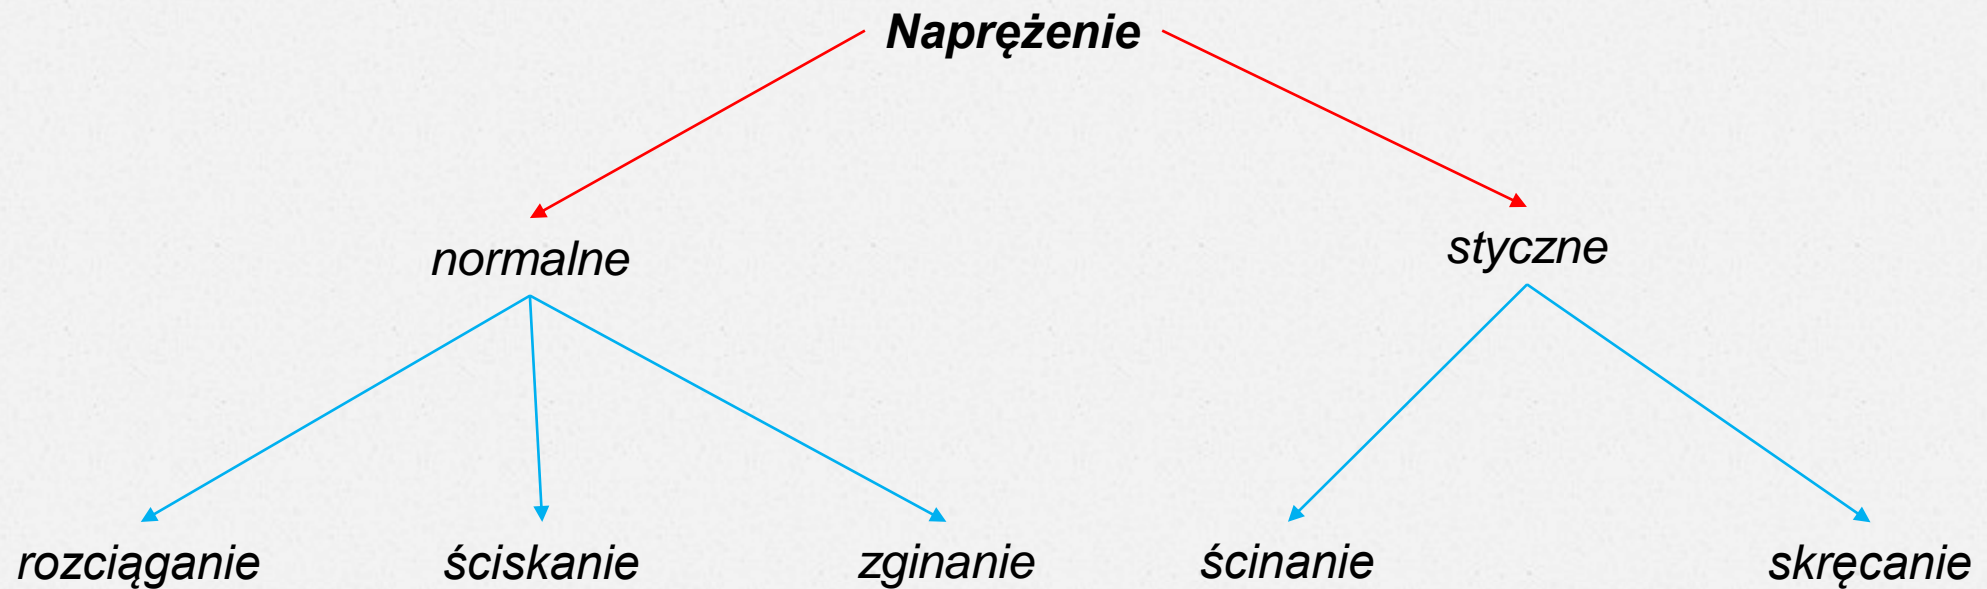 Naprężenie
normalne
styczne
rozciąganie
ściskanie
zginanie
ścinanie
skręcanie